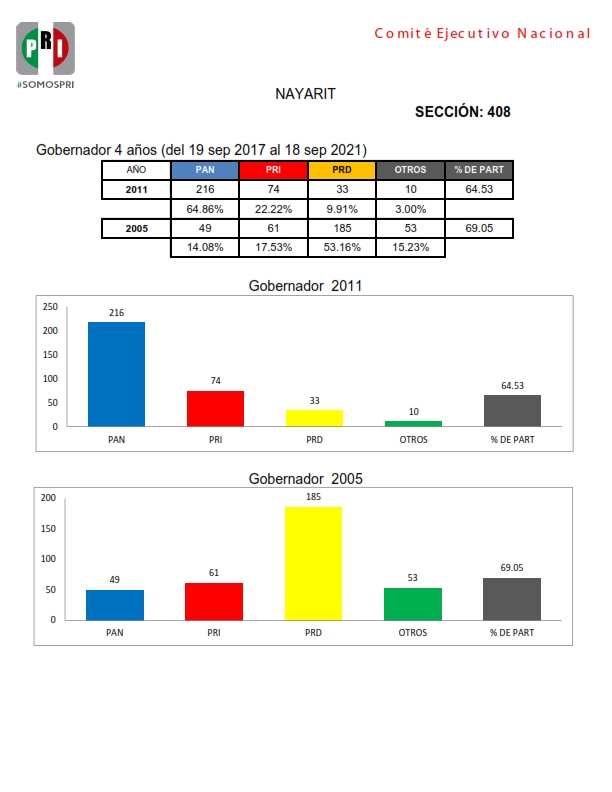 Comité Ejecutivo Nacional
PRI
#SOMOSPRI
NAYARIT
SECCIÓN: 408
Gobernador 4 años (del 19 sep 2017 al 18 sep 2021)
AÑO PAN PRI PRD OTROS % DE PART
2011 216 74 33 10 64.53
64.86% 22.22% 9.91% 3.00%
2005 49 61 185 53 69.05
14.08% 17.53% 53.16% 15.23%
Gobernador 2011
250
200
150
100
50
0
216
74
33
10
64.53
PAN PRI PRD OTROS % DE PART
Gobernador 2005
200
150
100
50
0
49
61
185
53
69.05
PAN PRI PRD OTROS % DE PART